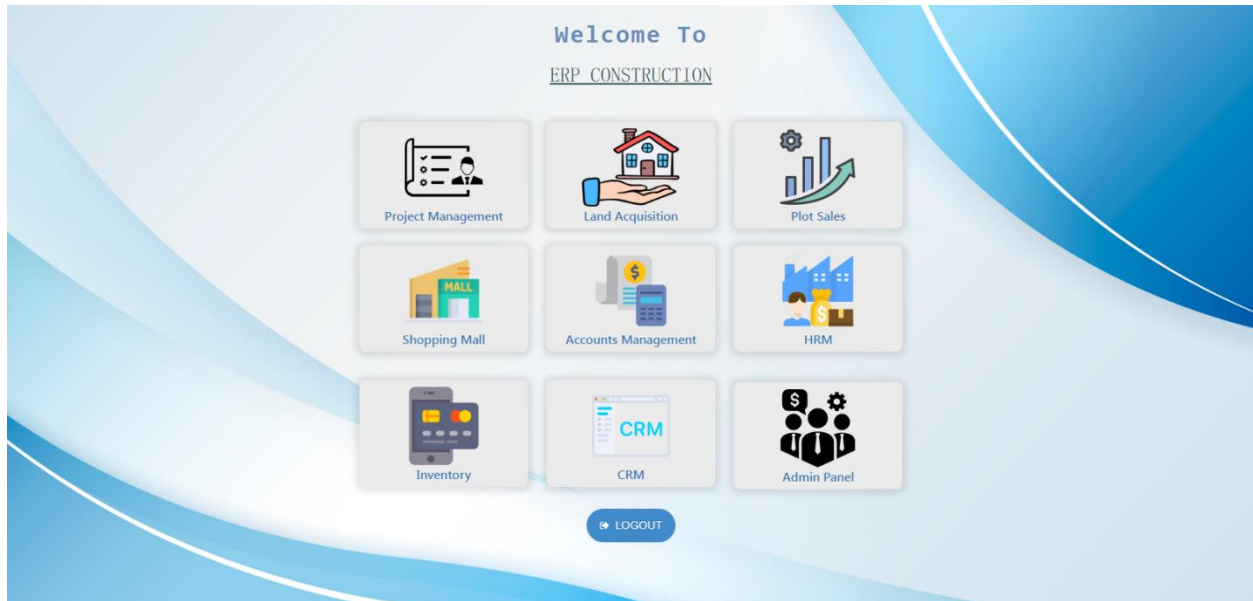 Welcome To
ERP CONSTRUCTION
Project Management
Land Acquisition
Plot Sales
MALL
Shopping Mall
$
Accounts Management
$
HRM
Inventory
CRM
CRM
$
Admin Panel
LOGOUT